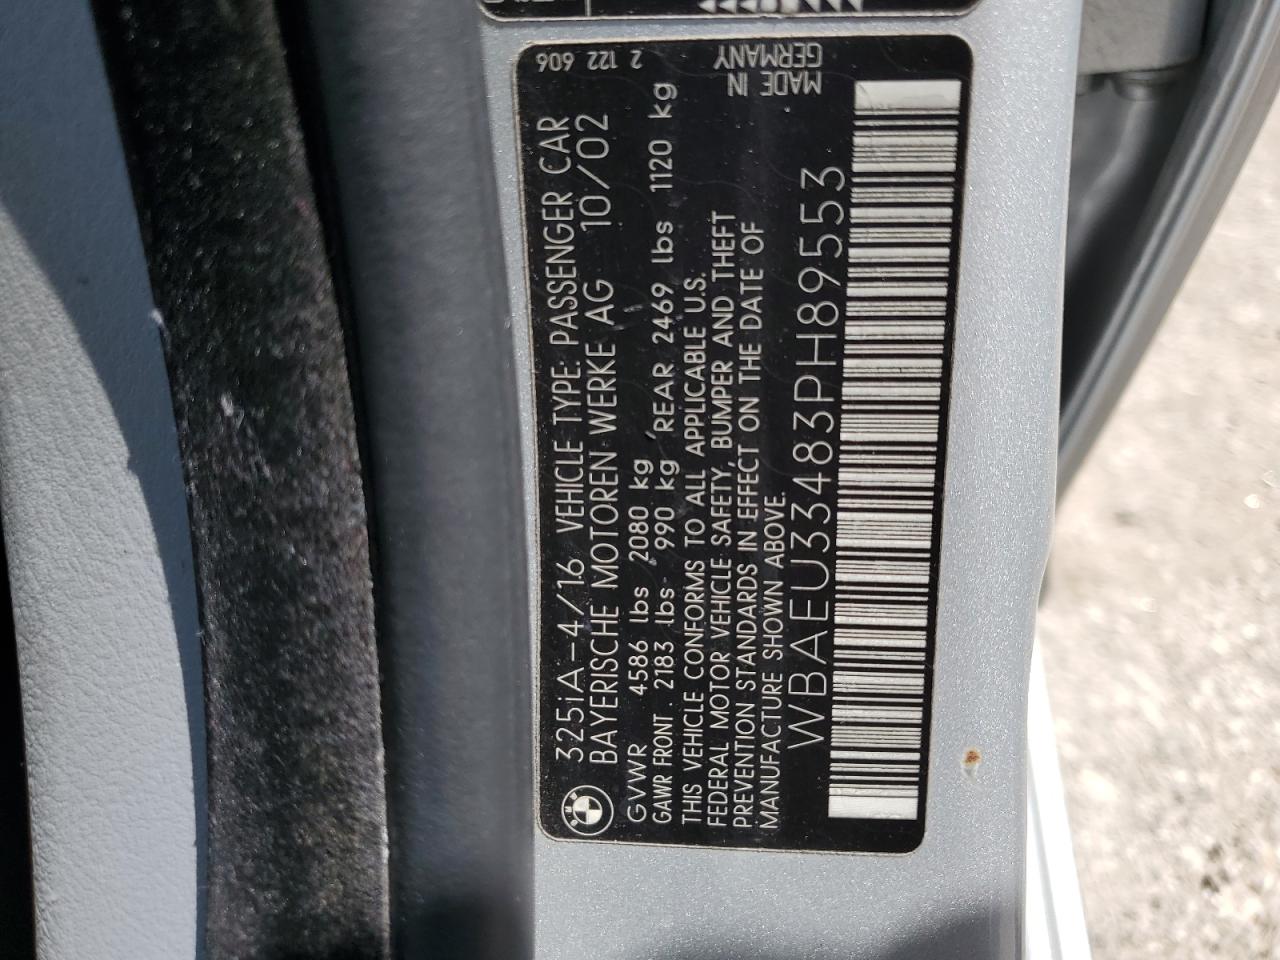 325iA-4/16 VEHICLE TYPE: PASSENGER CAR
BAYERISCHE MOTOREN WERKE AG 10/02
GVWR 4586 lbs 2080 kg
GAWR FRONT . 2183 lbs- 990 kg REAR 2469 lbs 1120 kg
THIS VEHICLE CONFORMS TO ALL APPLICABLE U.S.
FEDERAL MOTOR VEHICLE SAFETY, BUMPER AND THEFT
PREVENTION STANDARDS IN EFFECT ON THE DATE OF
MANUFACTURE SHOWN ABOVE.
WBAEU33483PH89553
2 122 606
MADE IN
GERMANY
BMW